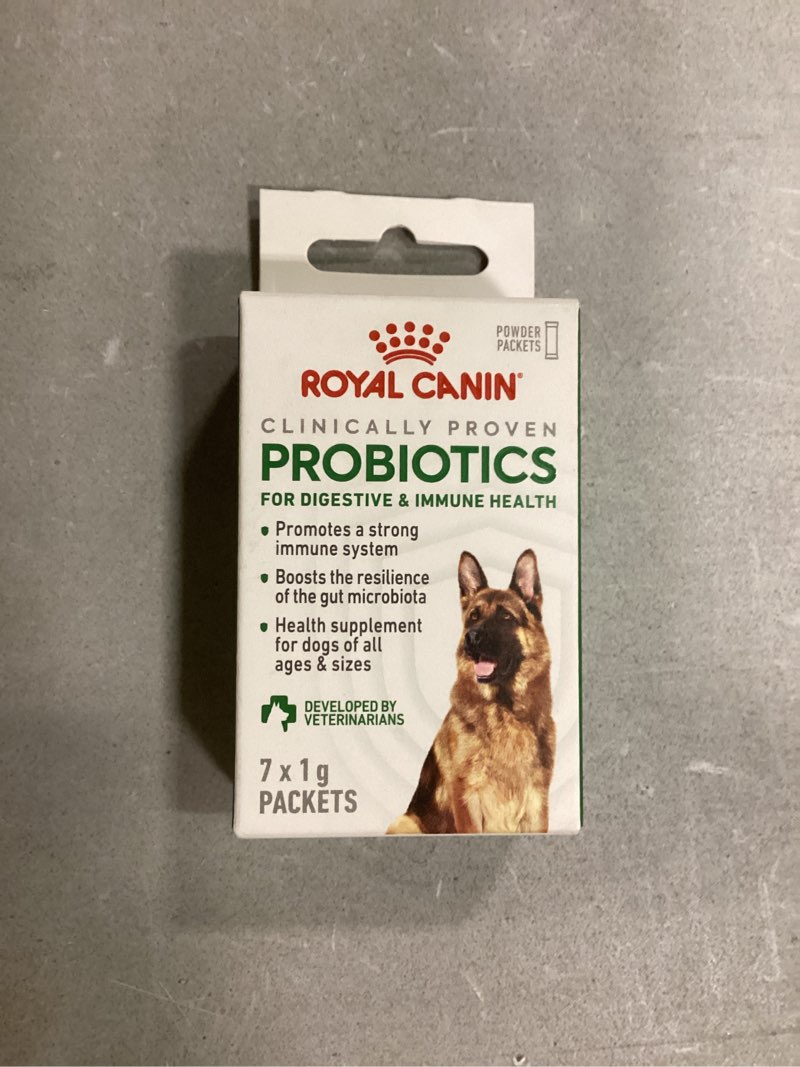 POWDER
PACKETS
ROYAL CANIN®
CLINICALLY PROVEN
PROBIOTICS
FOR DIGESTIVE & IMMUNE HEALTH
Promotes a strong
immune system
Boosts the resilience
of the gut microbiota
Health supplement
for dogs of all
ages & sizes
DEVELOPED BY
VETERINARIANS
7 x 1 g
PACKETS